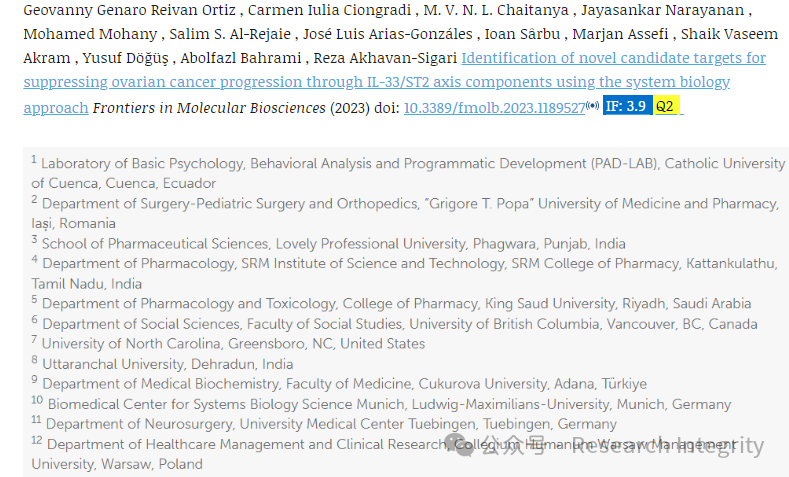 Geovanny Genaro Reivan Ortiz , Carmen Iulia Ciongradi , M. V. N. L. Chaitanya , Jayasankar Narayanan ,
Mohamed Mohany , Salim S. Al-Rejaie , José Luis Arias-Gonzáles , Ioan Sârbu , Marjan Assefi , Shaik Vaseem
Akram , Yusuf Döğüş , Abolfazl Bahrami , Reza Akhavan-Sigari Identification of novel candidate targets for
suppressing ovarian cancer progression through IL-33/ST2 axis components using the system biology
approach Frontiers in Molecular Biosciences (2023) doi: 10.3389/fmolb.2023.1189527 IF: 3.9 Q2
1 Laboratory of Basic Psychology, Behavioral Analysis and Programmatic Development (PAD-LAB), Catholic University
of Cuenca, Cuenca, Ecuador
2 Department of Surgery-Pediatric Surgery and Orthopedics, “Grigore T. Popa” University of Medicine and Pharmacy,
Iaşi, Romania
3 School of Pharmaceutical Sciences, Lovely Professional University, Phagwara, Punjab, India
4 Department of Pharmacology, SRM Institute of Science and Technology, SRM College of Pharmacy, Kattankulathu,
Tamil Nadu, India
5 Department of Pharmacology and Toxicology, College of Pharmacy, King Saud University, Riyadh, Saudi Arabia
6 Department of Social Sciences, Faculty of Social Studies, University of British Columbia, Vancouver, BC, Canada
7 University of North Carolina, Greensboro, NC, United States
8 Uttaranchal University, Dehradun, India
9 Department of Medical Biochemistry, Faculty of Medicine, Cukurova University, Adana, Türkiye
10 Biomedical Center for Systems Biology Science Munich, Ludwig-Maximilians-University, Munich, Germany
11 Department of Neurosurgery, University Medical Center Tuebingen, Tuebingen, Germany
12 Department of Healthcare Management and Clinical Research, Collegium Humanum Warsaw Management
University, Warsaw, Poland
公众号 · Research Integrity